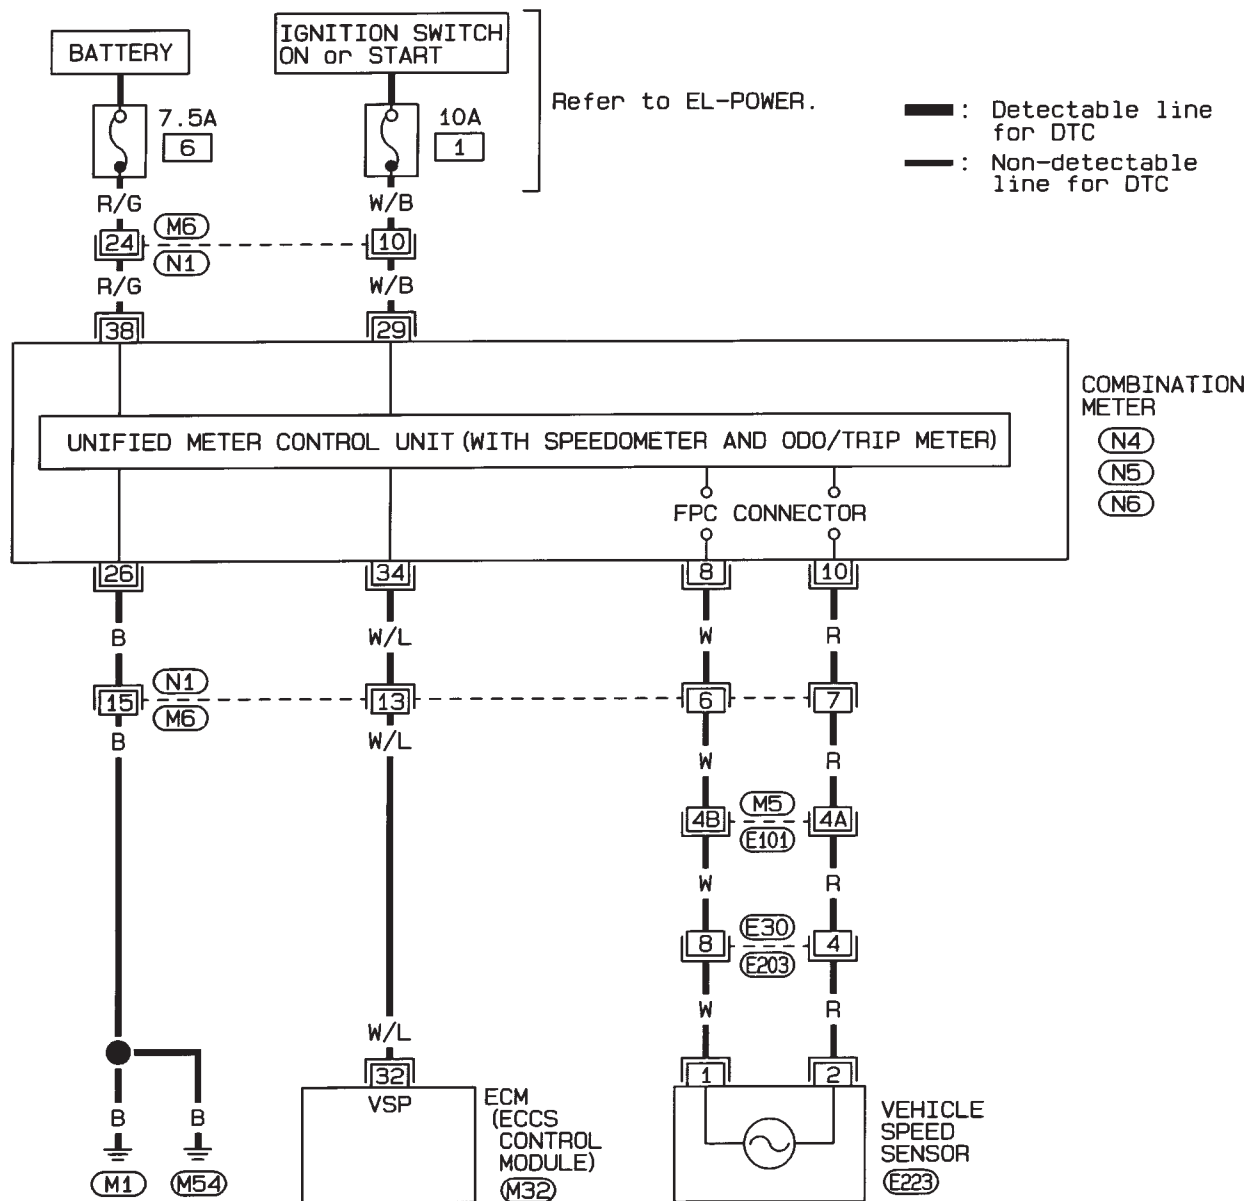 BATTERY
IGNITION SWITCH
ON or START
Refer to EL-POWER.
: Detectable line
for DTC
: Non-detectable
line for DTC
7.5A
6
10A
1
R/G
W/B
24
M6
N1
10
R/G
W/B
38
29
COMBINATION
METER
N4
N5
N6
UNIFIED METER CONTROL UNIT (WITH SPEEDOMETER AND ODO/TRIP METER)
FPC CONNECTOR
26
34
8
10
B
W/L
W
R
15
N1
M6
13
6
7
B
W/L
W
R
4B
M5
E101
4A
W
R
8
E30
E203
4
W
R
W/L
32
1
2
VSP
ECM
(ECCS
CONTROL
MODULE)
M32
VEHICLE
SPEED
SENSOR
E223
B
B
M1
M54